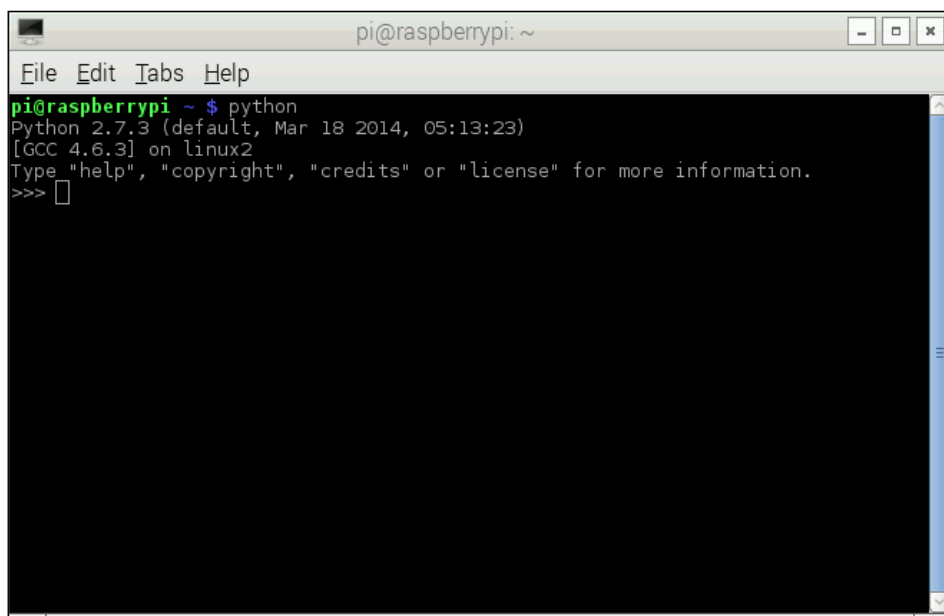 pi@raspberrypi: ~
File Edit Tabs Help
pi@raspberrypi ~ $ python
Python 2.7.3 (default, Mar 18 2014, 05:13:23)
[GCC 4.6.3] on linux2
Type "help", "copyright", "credits" or "license" for more information.
>>>